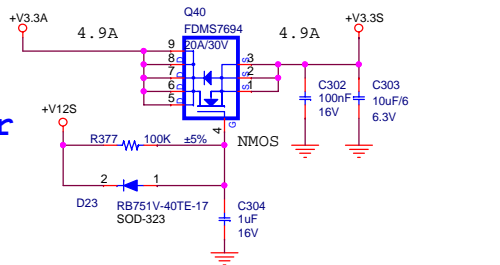 Q40
+V3.3A
4.9A
FDMS7694
4.9A
+V3.3S
20A/30V
9
8
7
6
5
D
D
D
D
3
2
1
S
S
S
C302
100nF
16V
C303
10uF/6
6.3V
4
G
NMOS
+V12S
R377
100K
±5%
2
1
D23
RB751V-40TE-17
SOD-323
C304
1uF
16V
r